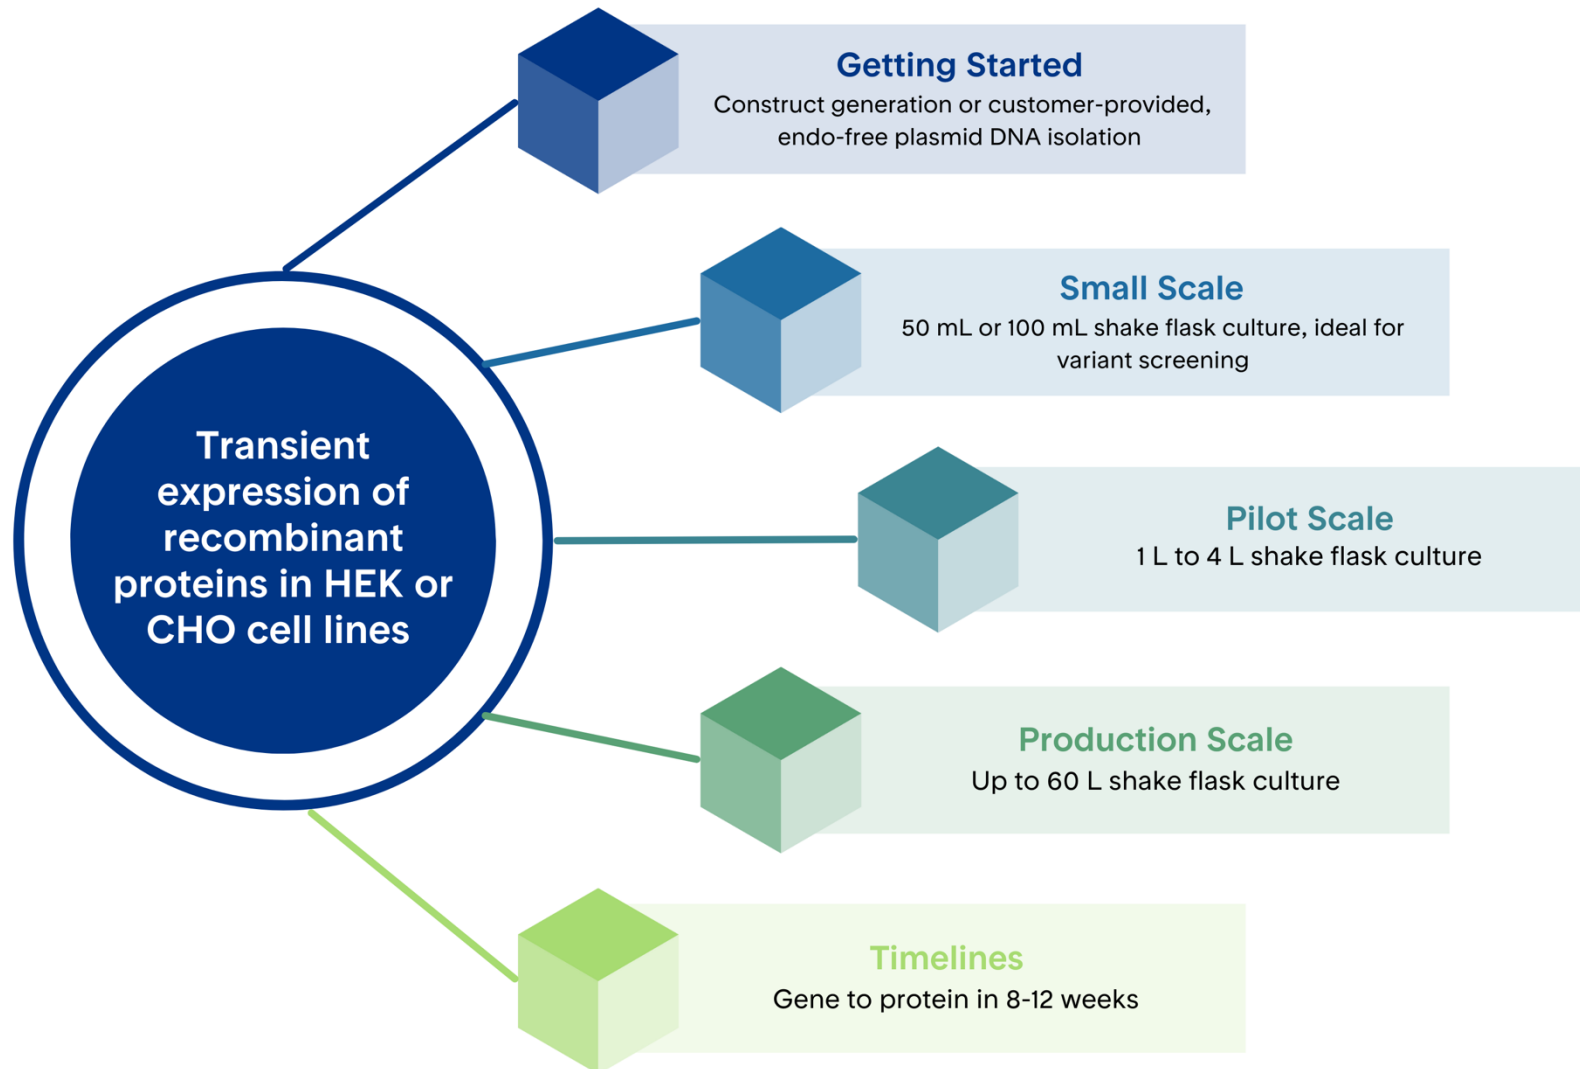 Transient
expression of
recombinant
proteins in HEK or
CHO cell lines
Getting Started
Construct generation or customer-provided,
endo-free plasmid DNA isolation
Small Scale
50 mL or 100 mL shake flask culture, ideal for
variant screening
Pilot Scale
1 L to 4 L shake flask culture
Production Scale
Up to 60 L shake flask culture
Timelines
Gene to protein in 8-12 weeks